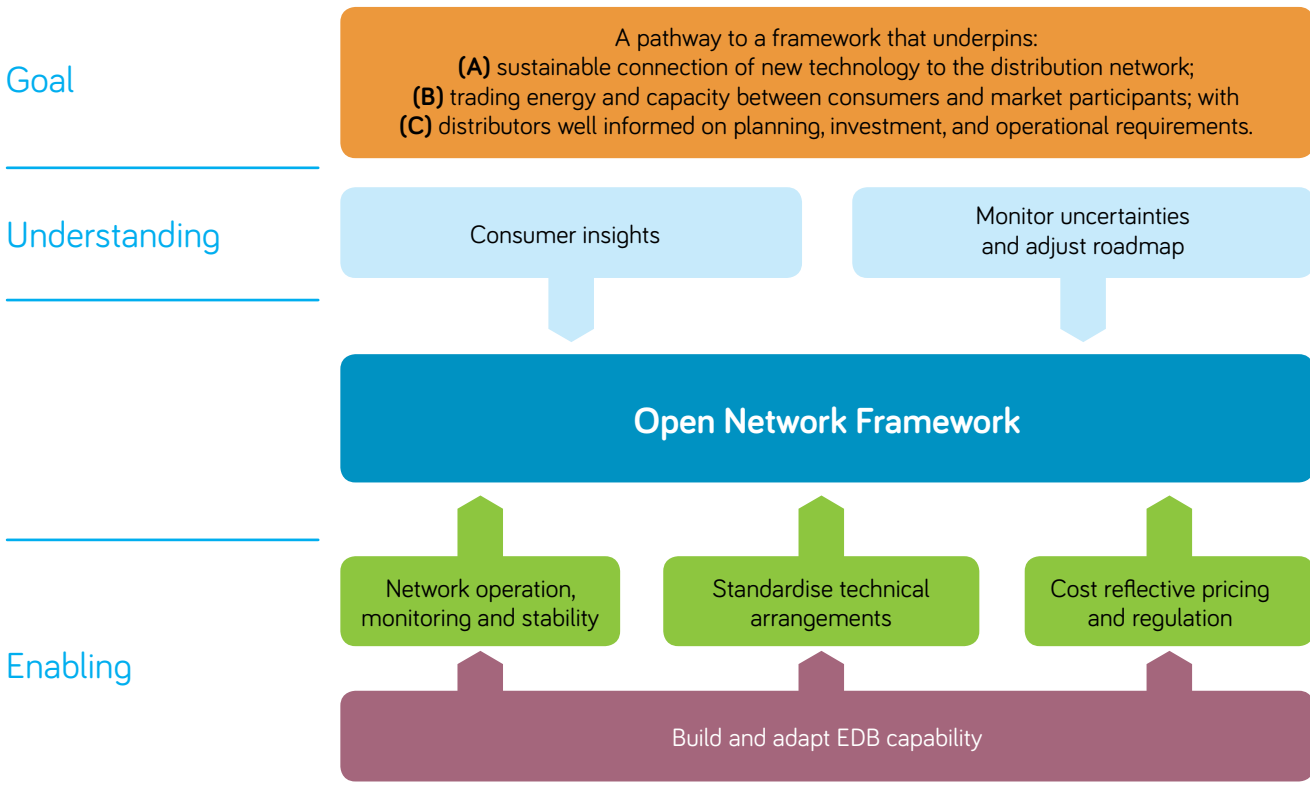 Goal
A pathway to a framework that underpins:
(A) sustainable connection of new technology to the distribution network;
(B) trading energy and capacity between consumers and market participants; with
(C) distributors well informed on planning, investment, and operational requirements.
Understanding
Consumer insights
Monitor uncertainties
and adjust roadmap
Open Network Framework
Enabling
Network operation,
monitoring and stability
Standardise technical
arrangements
Cost reflective pricing
and regulation
Build and adapt EDB capability